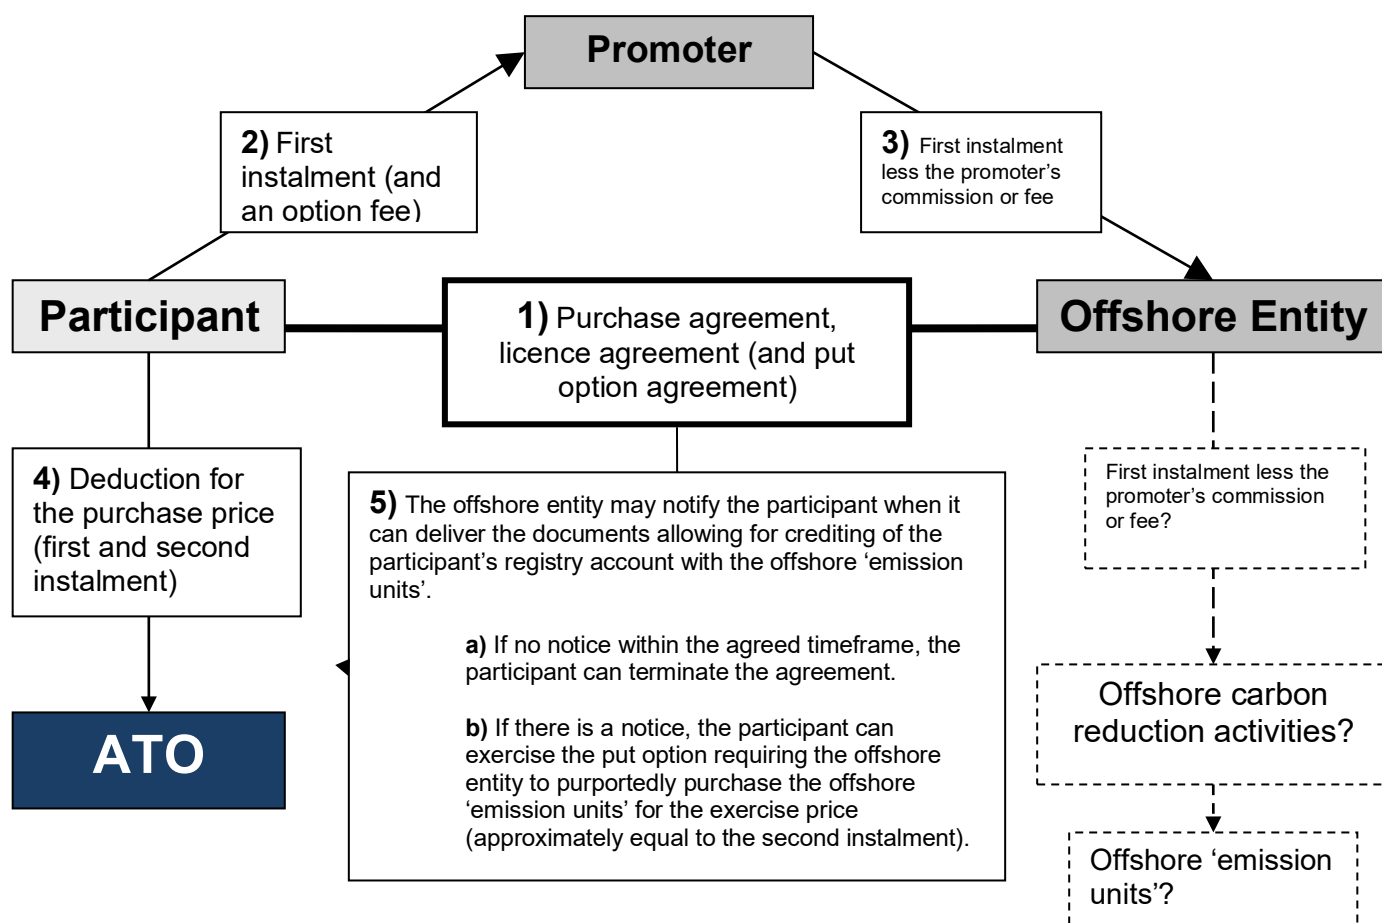 Promoter
2) First
instalment (and
an option fee)
3) First instalment
less the promoter’s
commission or fee
Participant
1) Purchase agreement,
licence agreement (and put
option agreement)
Offshore Entity
4) Deduction for
the purchase price
(first and second
instalment)
5) The offshore entity may notify the participant when it
can deliver the documents allowing for crediting of the
participant’s registry account with the offshore ‘emission
units’.
a) If no notice within the agreed timeframe, the
participant can terminate the agreement.
b) If there is a notice, the participant can
exercise the put option requiring the offshore
entity to purportedly purchase the offshore
‘emission units’ for the exercise price
(approximately equal to the second instalment).
First instalment less the
promoter’s commission
or fee?
ATO
Offshore carbon
reduction activities?
Offshore ‘emission
units’?